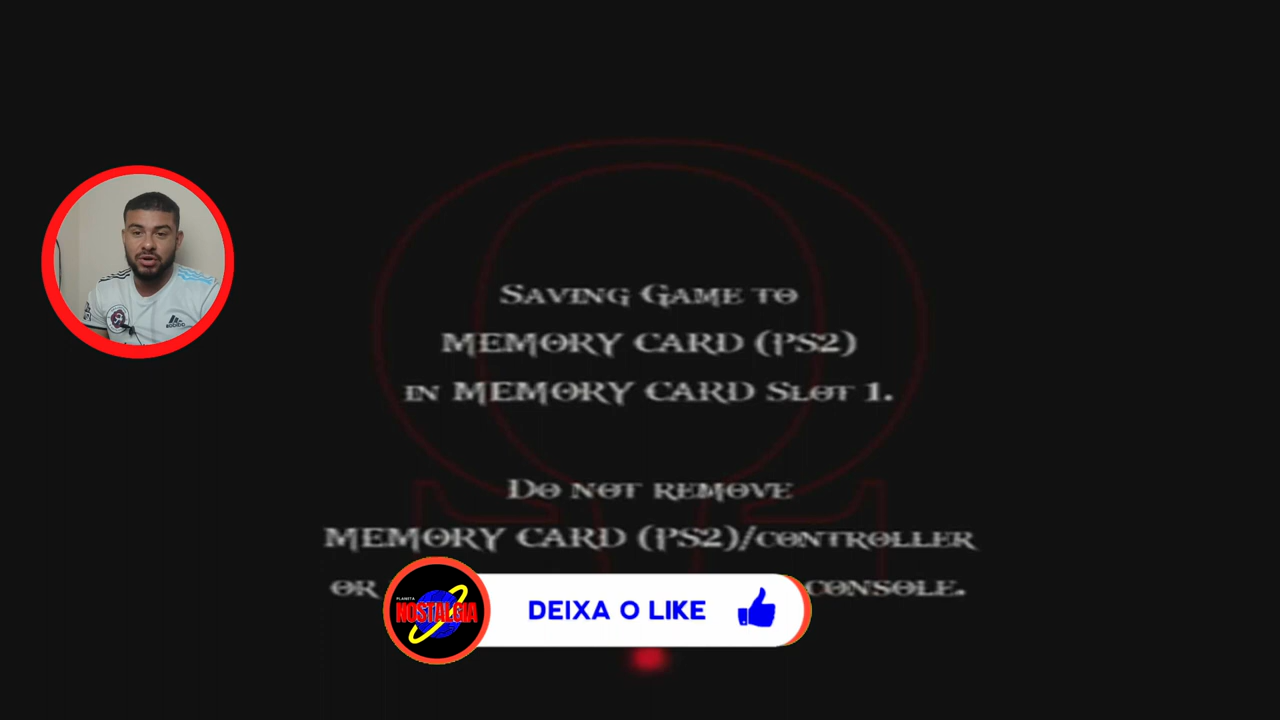 Saving Game to
MEMORY CARD (PS2)
in MEMORY CARD Slot 1.
Do not remove
MEMORY CARD (PS2)/controller
or console.
PLANETA
NOSTALGIA
DEIXA O LIKE